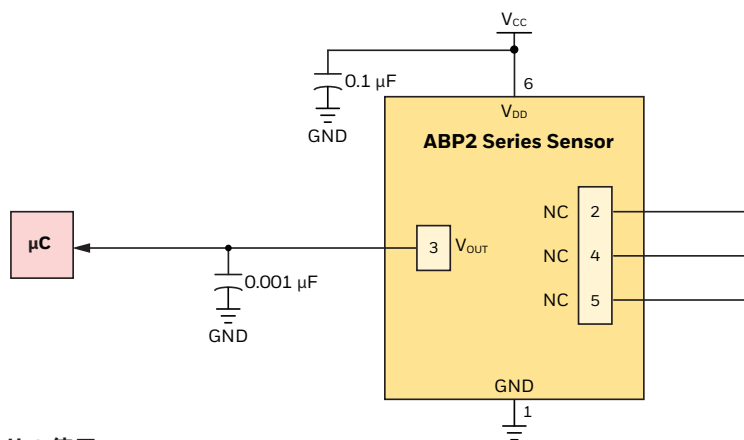 VCC
0.1 µF
GND
6
VDD
ABP2 Series Sensor
µC
3
VOUT
0.001 µF
GND
NC 2
NC 4
NC 5
GND
1